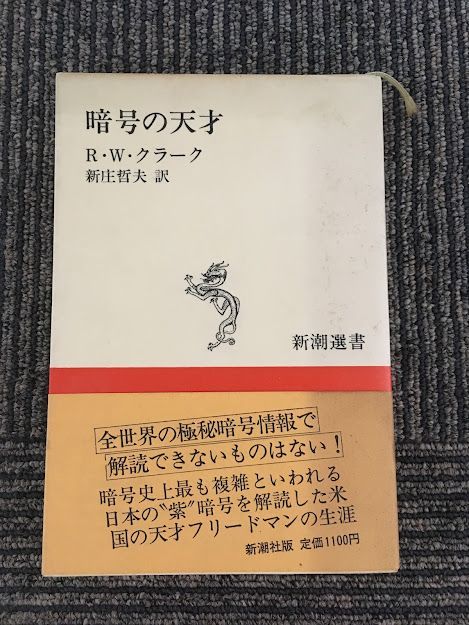 暗号の天才
R・W・クラーク
新庄哲夫 訳
新潮選書
全世界の極秘暗号情報で
解読できないものはない！
暗号史上最も複雑といわれる
日本の〝紫〟暗号を解読した米
国の天才フリードマンの生涯
新潮社版 定価1100円